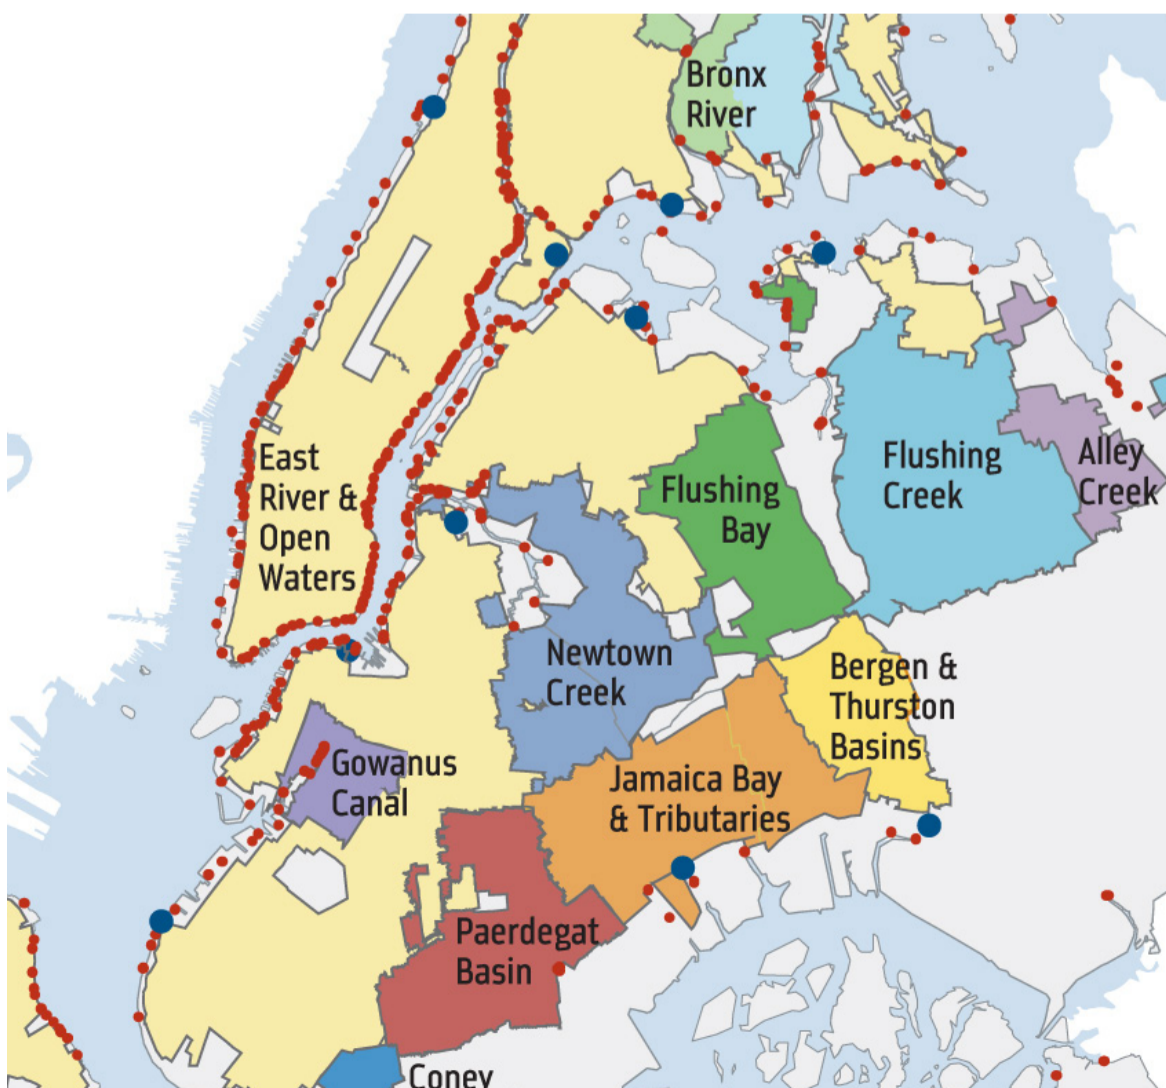 Bronx
River
East
River &
Open
Waters
Flushing
Creek
Alley
Creek
Flushing
Bay
Newtown
Creek
Bergen &
Thurston
Basins
Gowanus
Canal
Jamaica Bay
& Tributaries
Paerdegat
Basin
Coney